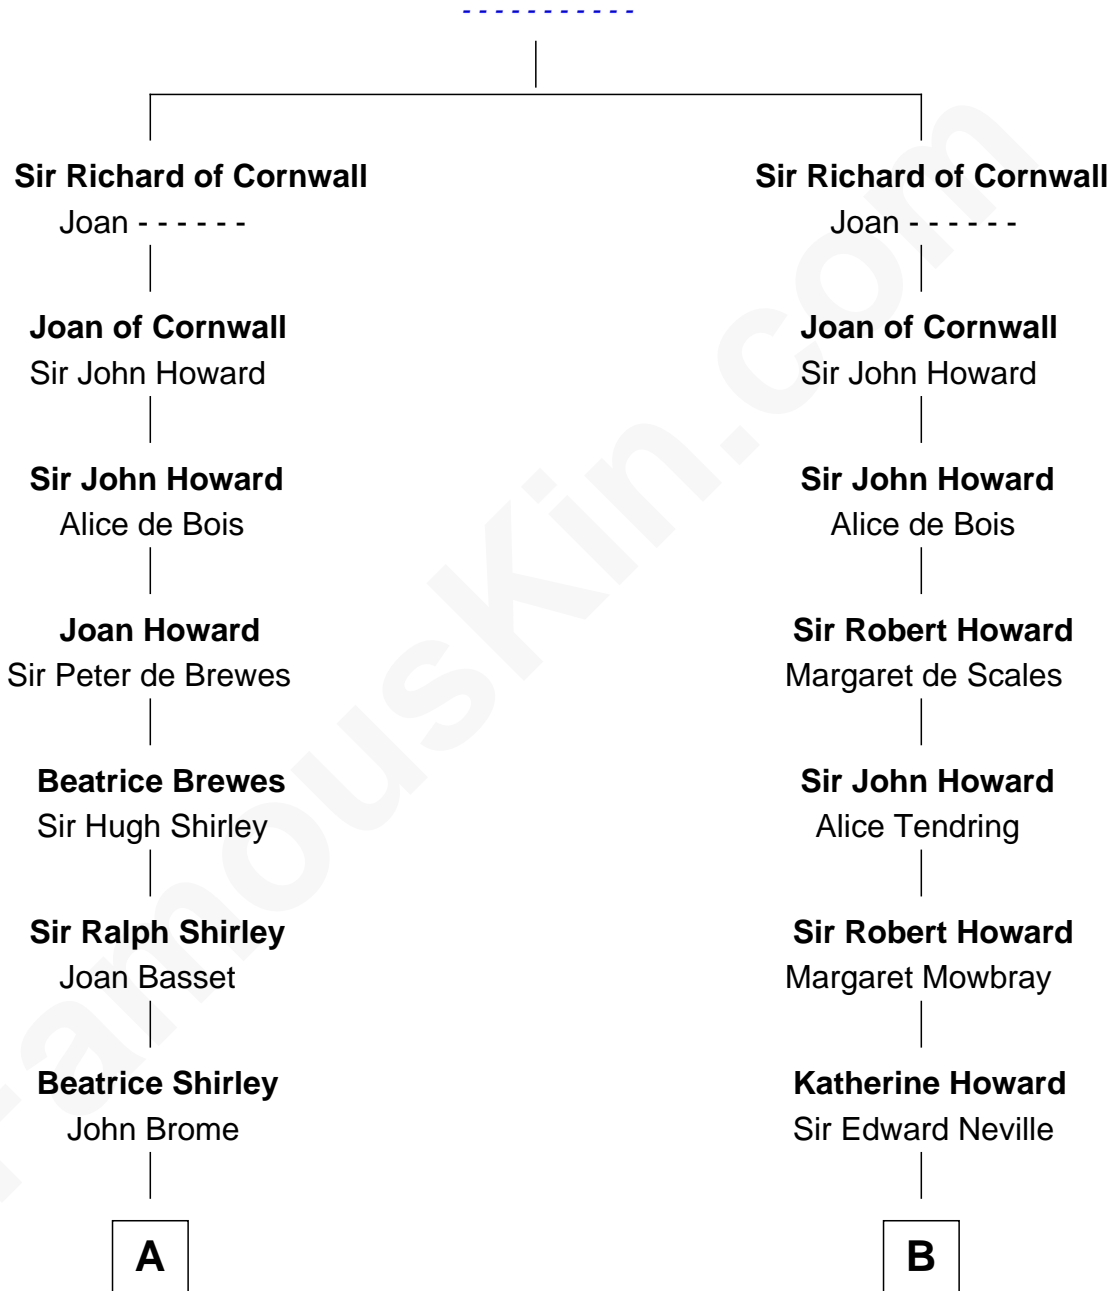 - - - - - - - - - - -
Sir Richard of Cornwall
Joan - - - - - -
Joan of Cornwall
Sir John Howard
Sir John Howard
Alice de Bois
Joan Howard
Sir Peter de Brewes
Beatrice Brewes
Sir Hugh Shirley
Sir Ralph Shirley
Joan Basset
Beatrice Shirley
John Brome
A
Sir Richard of Cornwall
Joan - - - - - -
Joan of Cornwall
Sir John Howard
Sir John Howard
Alice de Bois
Sir Robert Howard
Margaret de Scales
Sir John Howard
Alice Tendring
Sir Robert Howard
Margaret Mowbray
Katherine Howard
Sir Edward Neville
B
FamousKin.com